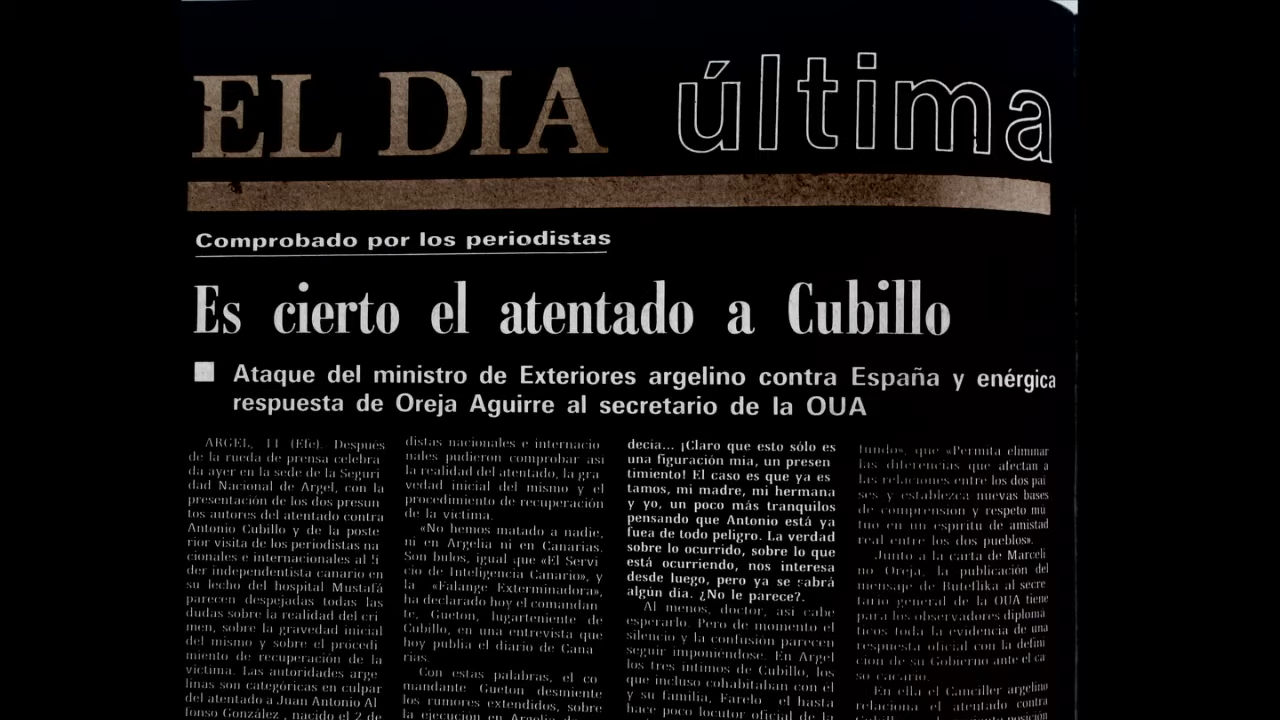 EL DIA última
Comprobado por los periodistas
Es cierto el atentado a Cubillo
Ataque del ministro de Exteriores argelino contra España y enérgica
respuesta de Oreja Aguirre al secretario de la OUA
ARGEL, 11 (Efe). Después
de la rueda de prensa celebra
da ayer en la sede de la Seguri
dad Nacional de Argel, con la
presentación de los dos presun
tos autores del atentado contra
Antonio Cubillo y de la poste
rior visita de los periodistas na
cionales e internacionales al lí
der independentista canario en
su lecho del hospital Mustafá
parecen despejadas todas las
dudas sobre la realidad del cri
men, sobre la gravedad inicial
del mismo y sobre el procedi
miento de recuperación de la
víctima. Las autoridades arge
linas son categóricas en culpar
del atentado a Juan Antonio Al
fonso González , nacido el 2 de
distas nacionales e internacio
nales pudieron comprobar así
la realidad del atentado, la gra
vedad inicial del mismo y el
procedimiento de recuperación
de la víctima.
«No hemos matado a nadie,
ni en Argelia ni en Canarias.
Son bulos, igual que «El Servi
cio de Inteligencia Canario», y
la «Falange Exterminadora»,
ha declarado hoy el comandan
te, Gueton, lugarteniente de
Cubillo, en una entrevista que
hoy publia el diario de Cana
rias.
Con estas palabras, el co
mandante Gueton desmiente
los rumores extendidos, sobre
la ejecución en Argelia de
decía... ¡Claro que esto sólo es
una figuración mía, un presen
timiento! El caso es que ya es
tamos, mi madre, mi hermana
y yo, un poco más tranquilos
pensando que Antonio está ya
fuea de todo peligro. La verdad
sobre lo ocurrido, sobre lo que
está ocurriendo, nos interesa
desde luego, pero ya se sabrá
algún día. ¿No le parece?.
Al menos, doctor, así cabe
esperarlo. Pero de momento el
silencio y la confusión parecen
seguir imponiéndose. En Argel
los tres íntimos de Cubillo, los
que incluso cohabitaban con el
y su familia, Farelo el hasta
hace poco locutor oficial de la
tundo», que «Permita eliminar
las diferencias que afectan a
las relaciones entre los dos paí
ses y establezca nuevas bases
de comprensión y respeto mu
tuo en un espíritu de amistad
real entre los dos pueblos».
Junto a la carta de Marceli
no Oreja, la publicación del
mensaje de Buteflika al secre
tario general de la OUA tiene
para los observadores diplomá
ticos toda la evidencia de una
respuesta oficial con la defini
ción de su Gobierno ante el ca
so
En ella el Canciller argelino
relaciona el atentado contra